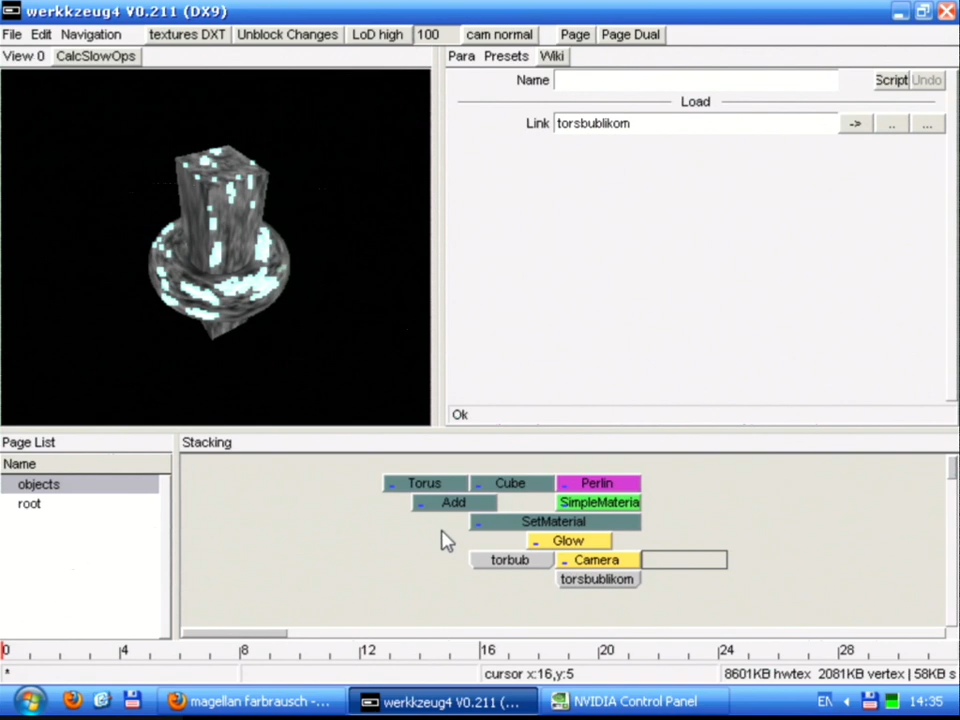 werkkzeug4 V0.211 (DX9)
File Edit Navigation textures DXT Unblock Changes LoD high 100 cam normal Page Page Dual
View 0 CalcSlowOps Para Presets Wiki
Name Script Undo
Load
Link torsbublikom -> .. ...
Ok
Page List Stacking
Name
objects
root
Torus Cube Perlin
Add SimpleMateria
SetMaterial
Glow
torbub Camera
torsbublikom
0 4 8 12 16 20 24 28
* cursor x:16,y:5 8601KB hwtex 2081KB vertex | 58KB s
magellan farbrausch -... werkkzeug4 V0.211 (... NVIDIA Control Panel EN 14:35